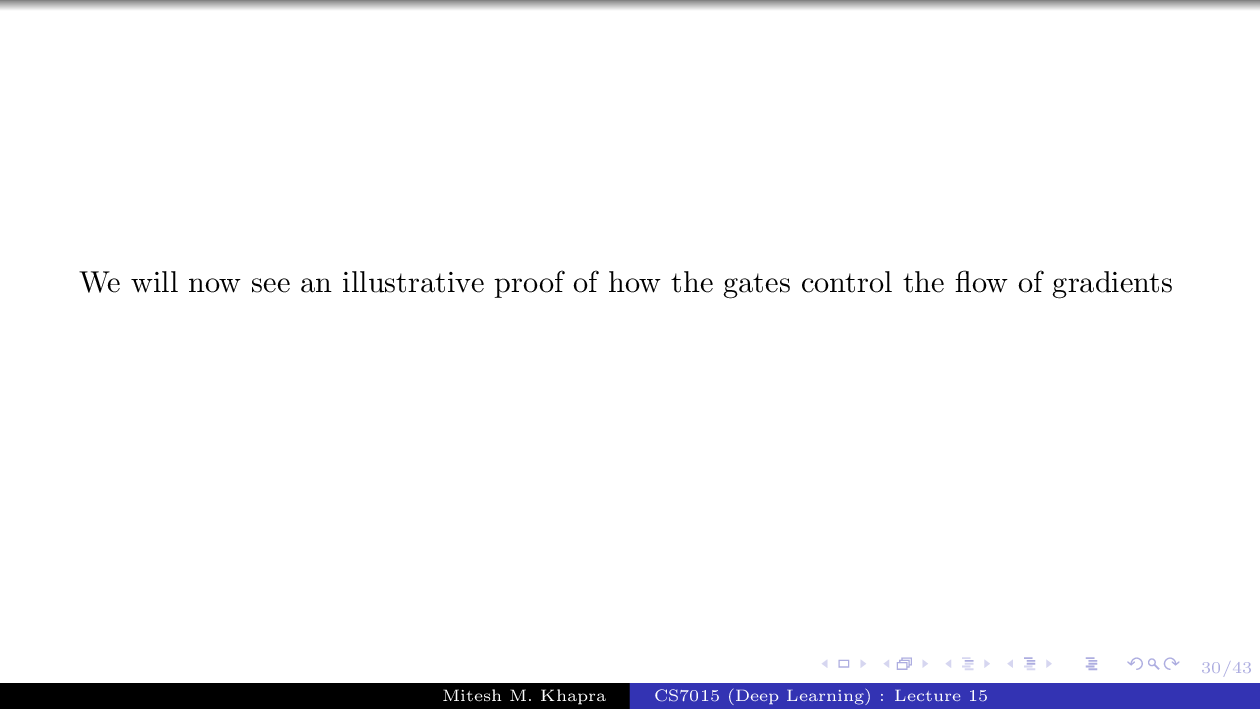 We will now see an illustrative proof of how the gates control the flow of gradients
30/43
Mitesh M. Khapra
CS7015 (Deep Learning) : Lecture 15